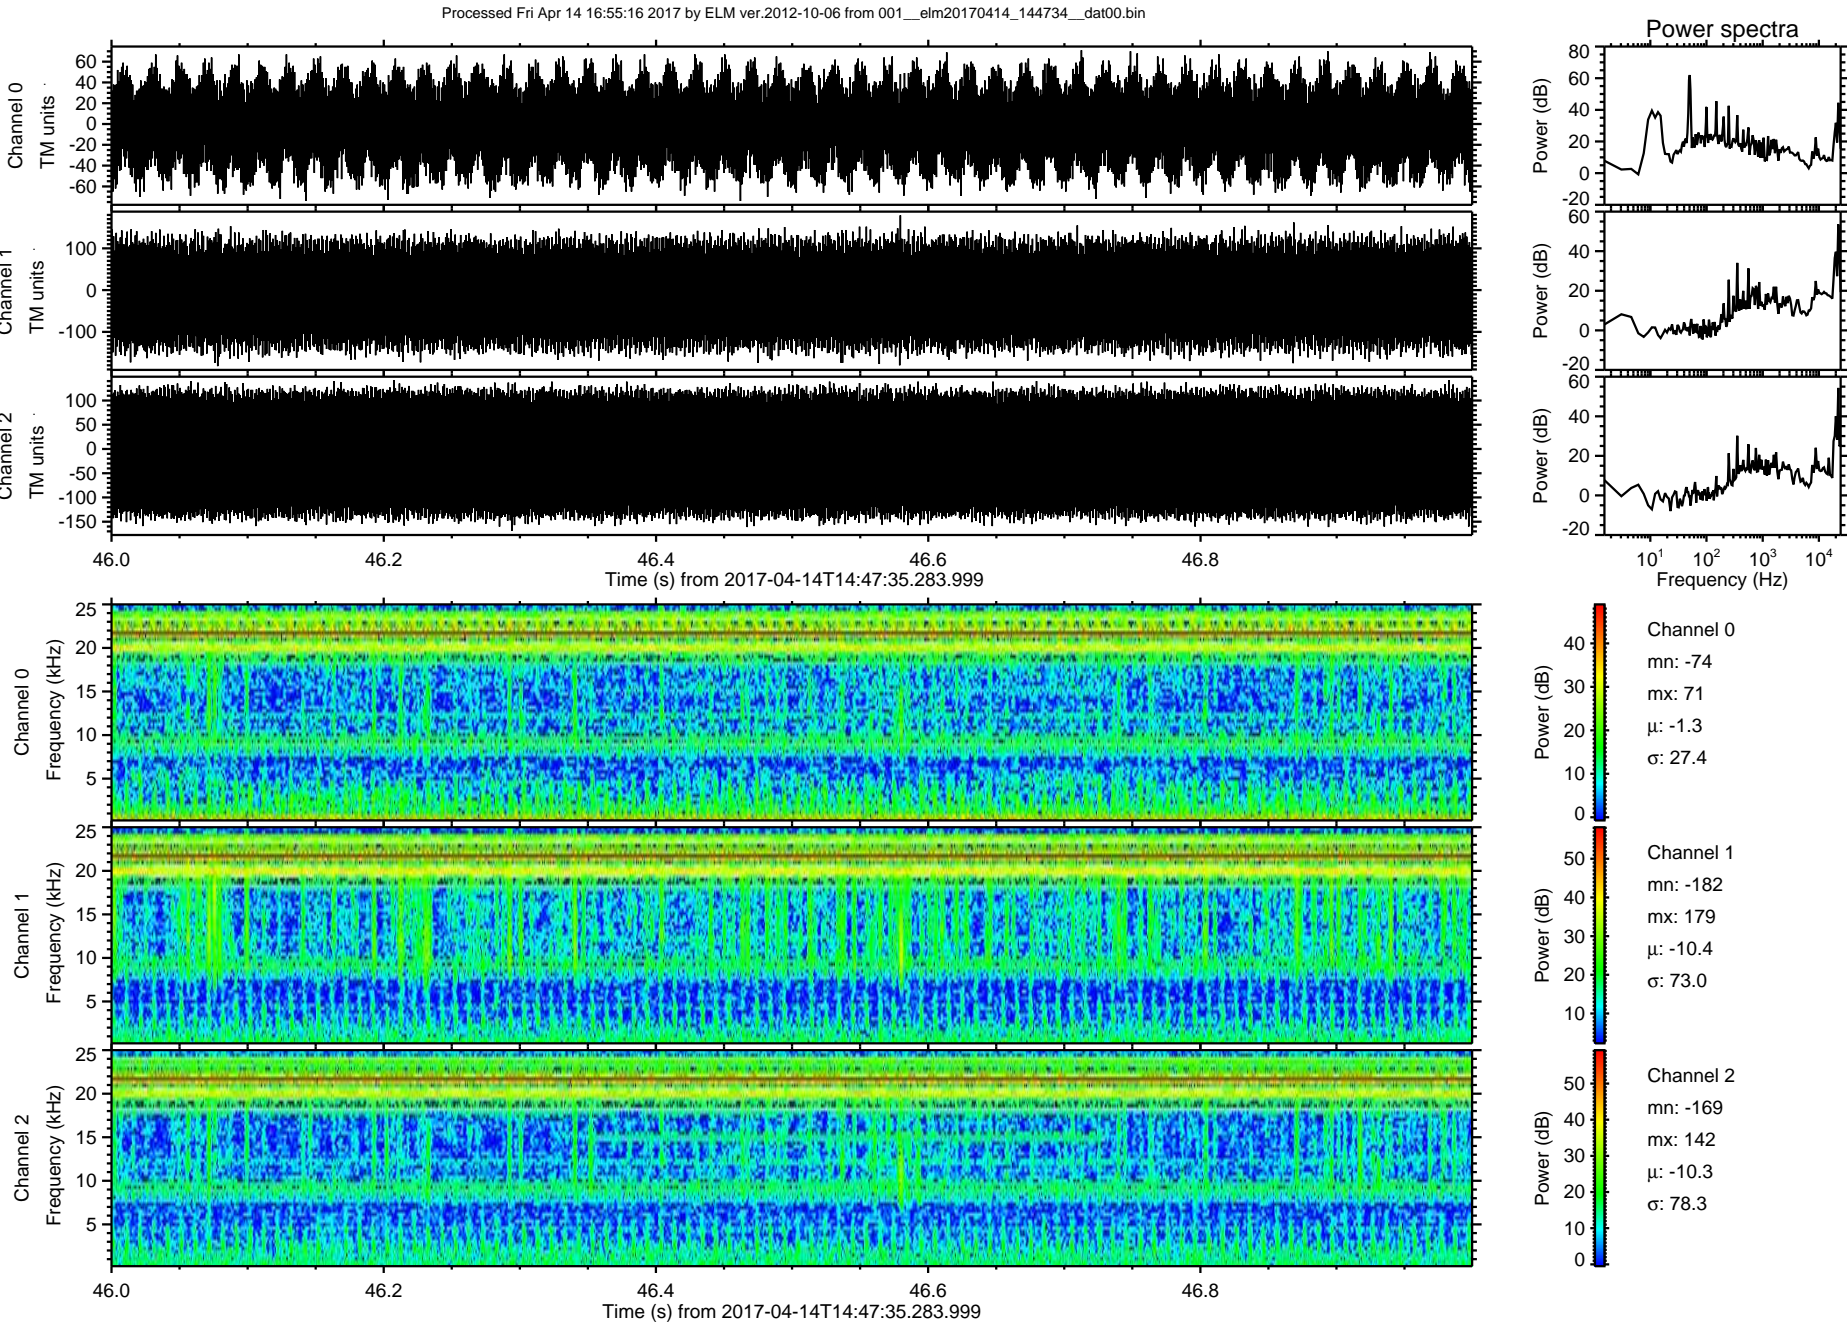 Processed Fri Apr 14 16:55:16 2017 by ELM ver.2012-10-06 from 001__elm20170414_144734__dat00.bin
Power spectra
Channel 0
TM units
60
40
20
0
-20
-40
-60
Power (dB)
80
60
40
20
0
-20
Channel 1
TM units
100
0
-100
Power (dB)
60
40
20
0
-20
Channel 2
TM units
100
50
0
-50
-100
-150
Power (dB)
60
40
20
0
-20
46.0 46.2 46.4 46.6 46.8
Time (s) from 2017-04-14T14:47:35.283.999
10^1 10^2 10^3 10^4
Frequency (Hz)
Channel 0
Frequency (kHz)
25
20
15
10
5
Power (dB)
40
30
20
10
0
Channel 0
mn: -74
mx: 71
μ: -1.3
σ: 27.4
Channel 1
Frequency (kHz)
25
20
15
10
5
Power (dB)
50
40
30
20
10
Channel 1
mn: -182
mx: 179
μ: -10.4
σ: 73.0
Channel 2
Frequency (kHz)
25
20
15
10
5
Power (dB)
50
40
30
20
10
0
Channel 2
mn: -169
mx: 142
μ: -10.3
σ: 78.3
46.0 46.2 46.4 46.6 46.8
Time (s) from 2017-04-14T14:47:35.283.999